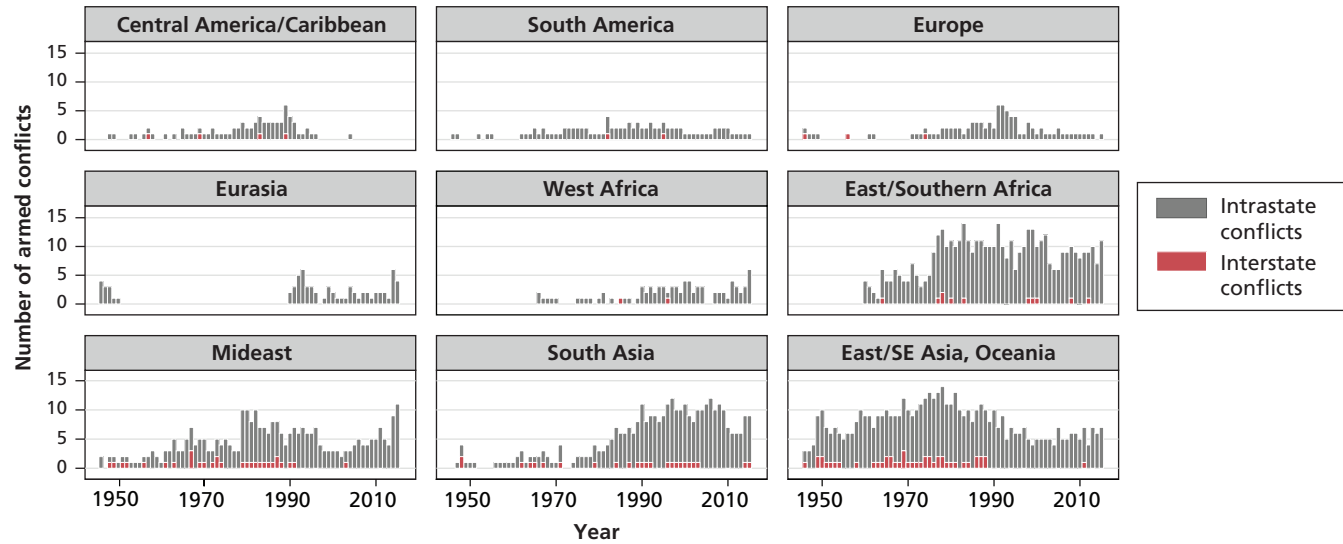 Central America/Caribbean
South America
Europe
15
10
5
0
Eurasia
West Africa
East/Southern Africa
15
10
5
0
Number of armed conflicts
Mideast
South Asia
East/SE Asia, Oceania
15
10
5
0
1950 1970 1990 2010
1950 1970 1990 2010
1950 1970 1990 2010
Year
Intrastate
conflicts
Interstate
conflicts